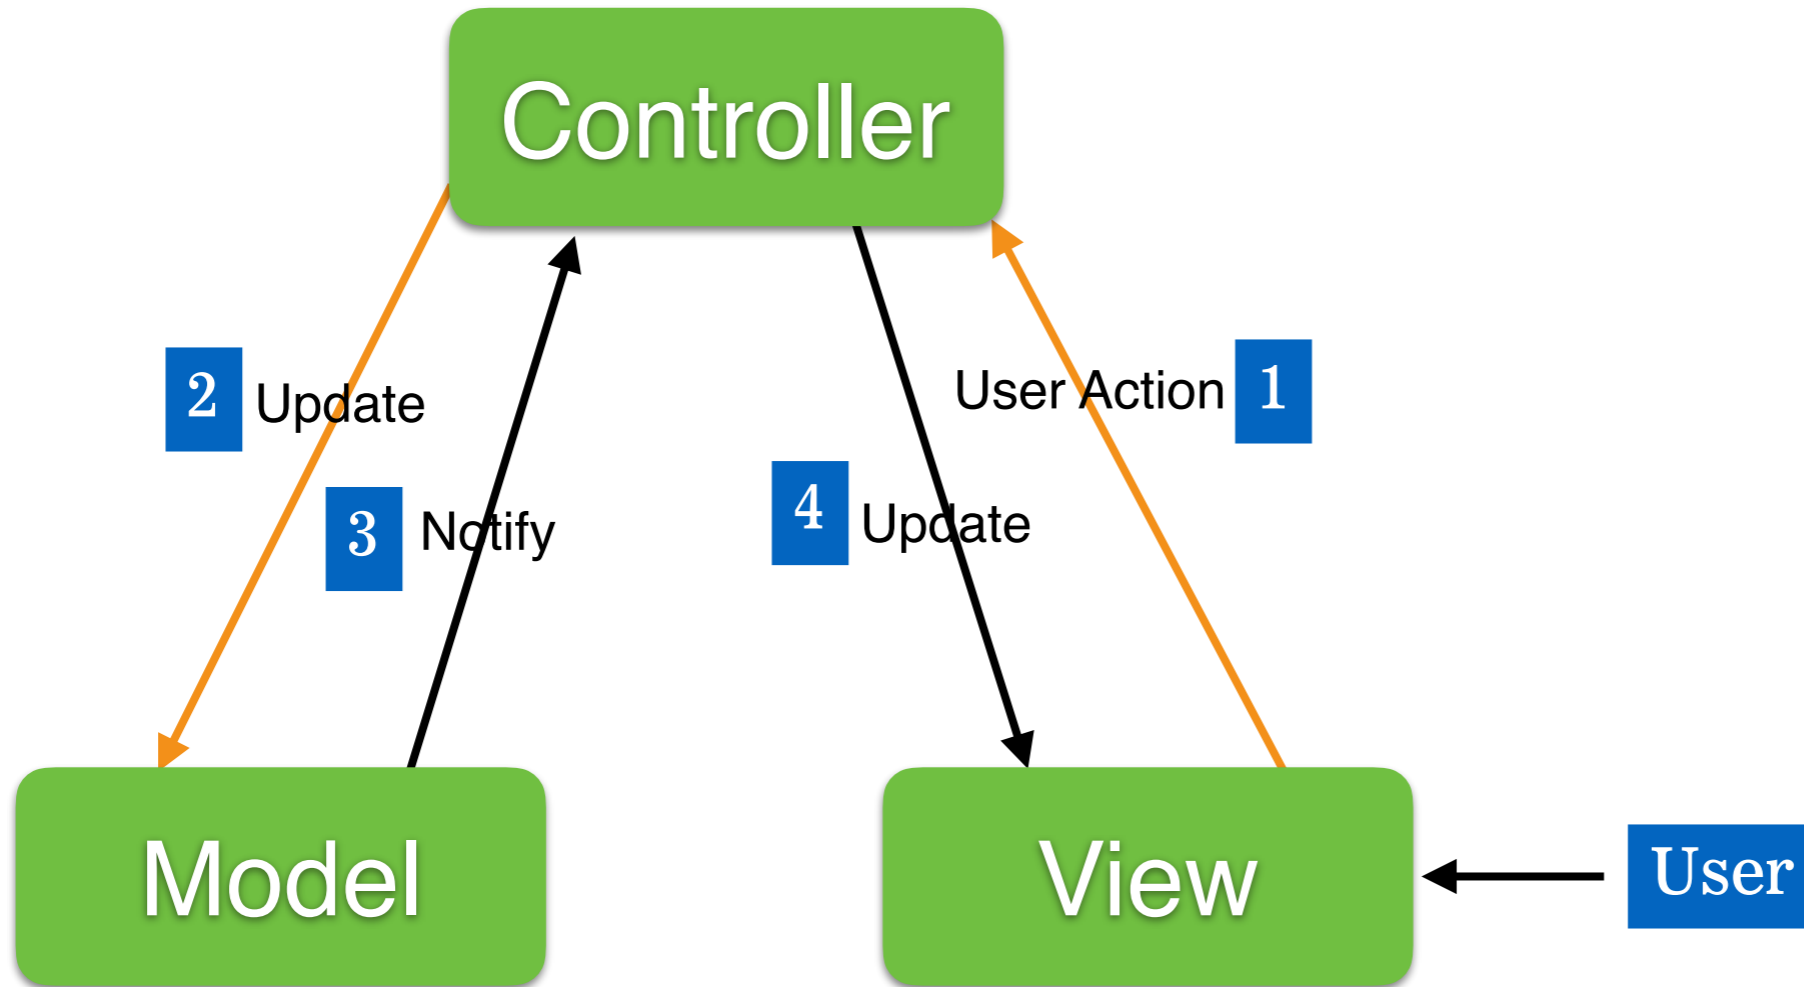 Controller
2 Update
User Action 1
3 Notify
4 Update
Model
View
User